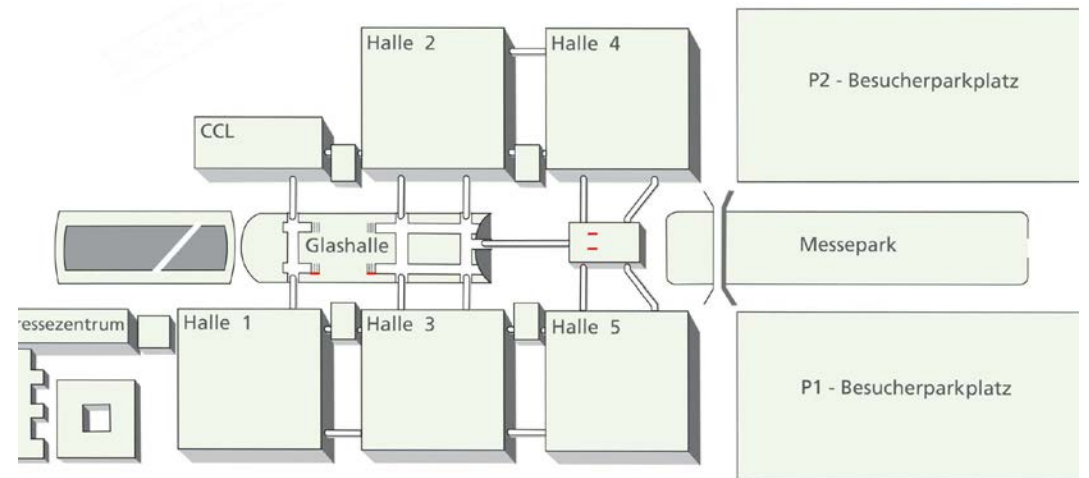 Halle 2
Halle 4
P2 - Besucherparkplatz
CCL
Glashalle
Messepark
ressezentrum
Halle 1
Halle 3
Halle 5
P1 - Besucherparkplatz